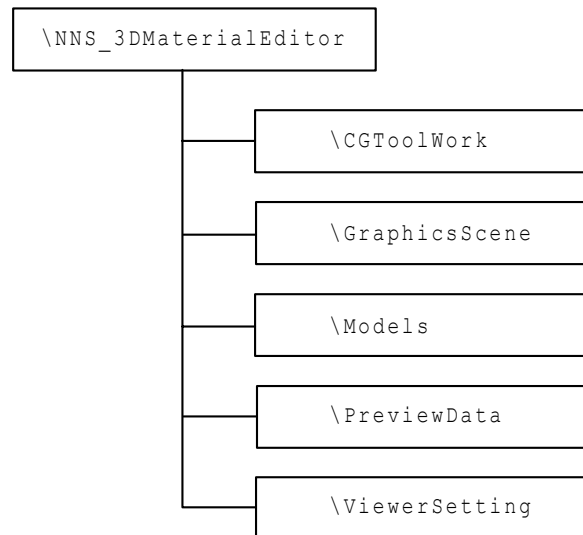 \NNS_3DMaterialEditor
\CGToolWork
\GraphicsScene
\Models
\PreviewData
\ViewerSetting